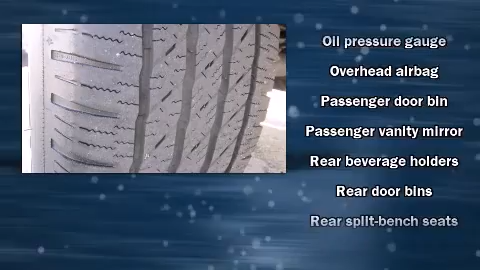 Oil pressure gauge
Overhead airbag
Passenger door bin
Passenger vanity mirror
Rear beverage holders
Rear door bins
Rear split-bench seats